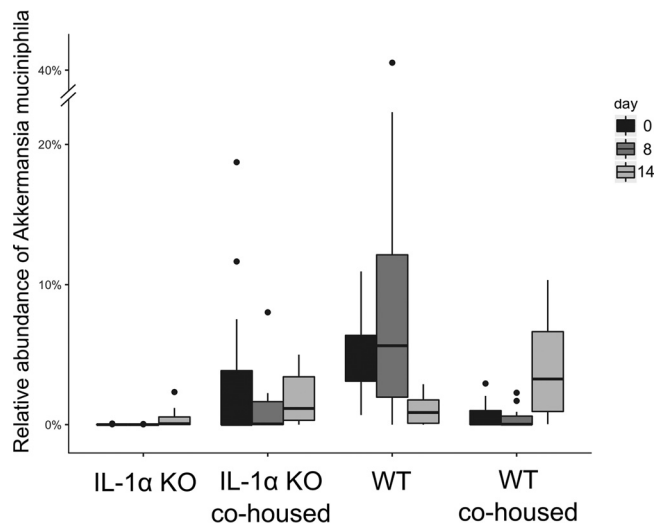 Relative abundance of Akkermansia muciniphila
40%
20%
10%
0%
day
0
8
14
IL-1α KO
IL-1α KO
co-housed
WT
WT
co-housed